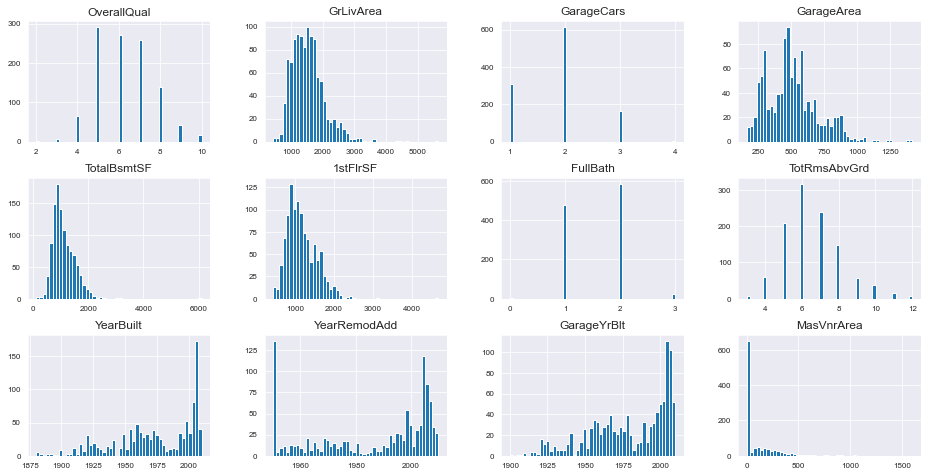 OverallQual GrLivArea GarageCars GarageArea
300 100 600 80
200 80 400 60
100 60 200 40
0 40 0 20
20 0
0
2 4 6 8 10 1000 2000 3000 4000 5000 1 2 3 4 250 500 750 1000 1250
TotalBsmtSF 1stFlrSF FullBath TotRmsAbvGrd
150 125 600 300
100 100 400 200
50 75 200 100
0 50 0 0
25
0
0 2000 4000 6000 1000 2000 3000 4000 0 1 2 3 4 6 8 10 12
YearBuilt YearRemodAdd GarageYrBlt MasVnrArea
150 125 100 600
100 100 80 400
50 75 60 200
0 50 40 0
25 20
0 0
1875 1900 1925 1950 1975 2000 1960 1980 2000 1900 1925 1950 1975 2000 0 500 1000 1500